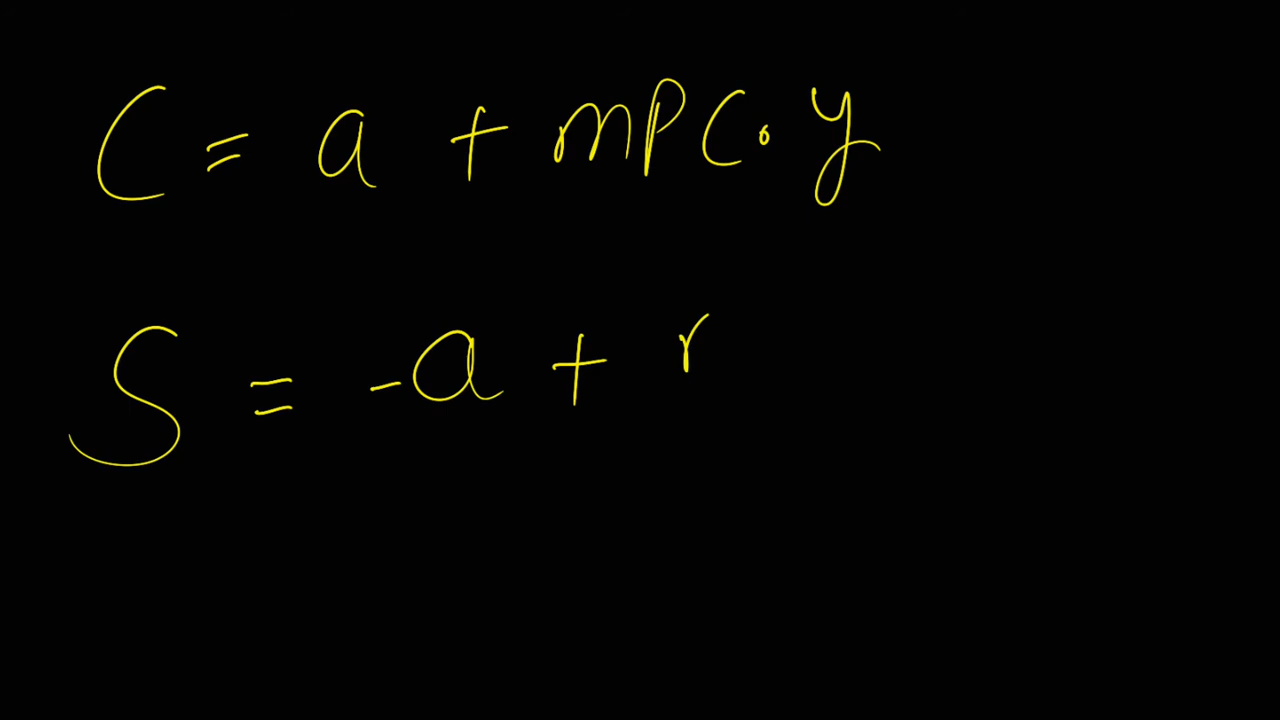 C = a + mPC.y
S = -a + r